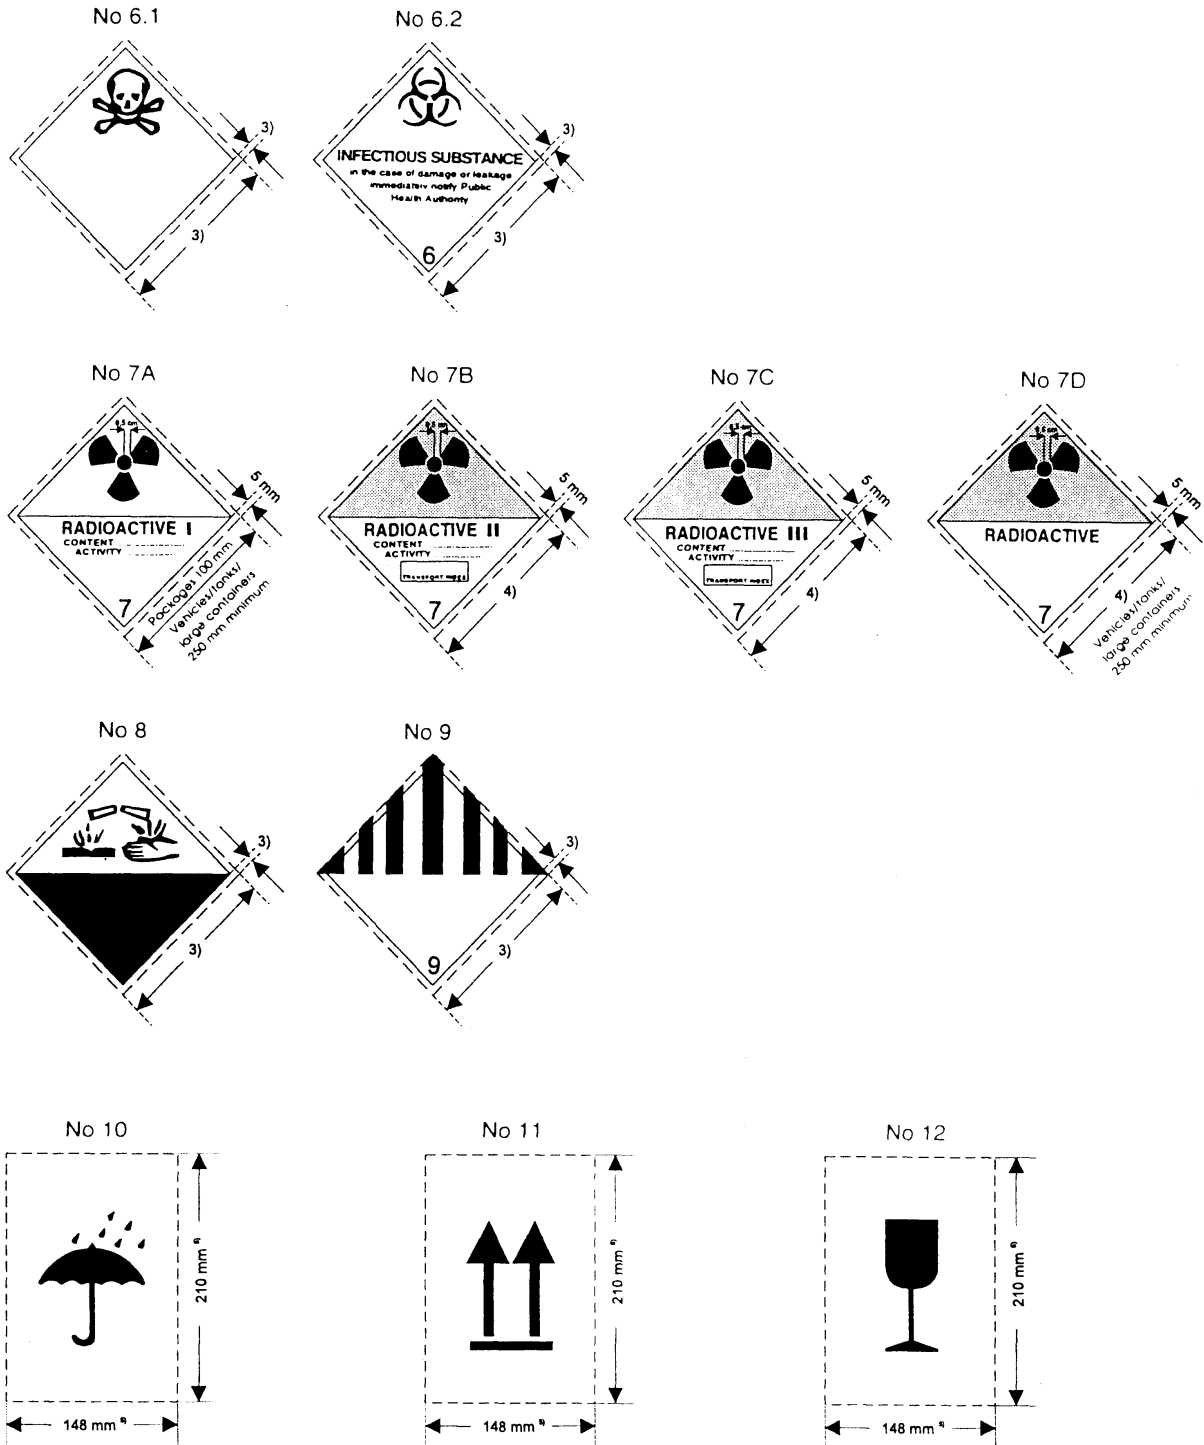 No 6.1
No 6.2
3)
3)
3)
INFECTIOUS SUBSTANCE
in the case of damage or leakage
immediately notify Public
Health Authority
6
3)
No 7A
No 7B
No 7C
No 7D
5 mm
RADIOACTIVE I
CONTENT
ACTIVITY
7
Packages 100 mm
Vehicles/tanks/
large containers
250 mm minimum
5 mm
RADIOACTIVE II
CONTENT
ACTIVITY
TRANSPORT INDEX
7
4)
5 mm
RADIOACTIVE III
CONTENT
ACTIVITY
TRANSPORT INDEX
7
4)
5 mm
RADIOACTIVE
7
4)
Vehicles/tanks/
large containers
250 mm minimum
No 8
No 9
3)
3)
3)
3)
9
No 10
No 11
No 12
210 mm
148 mm
210 mm
148 mm
210 mm
148 mm